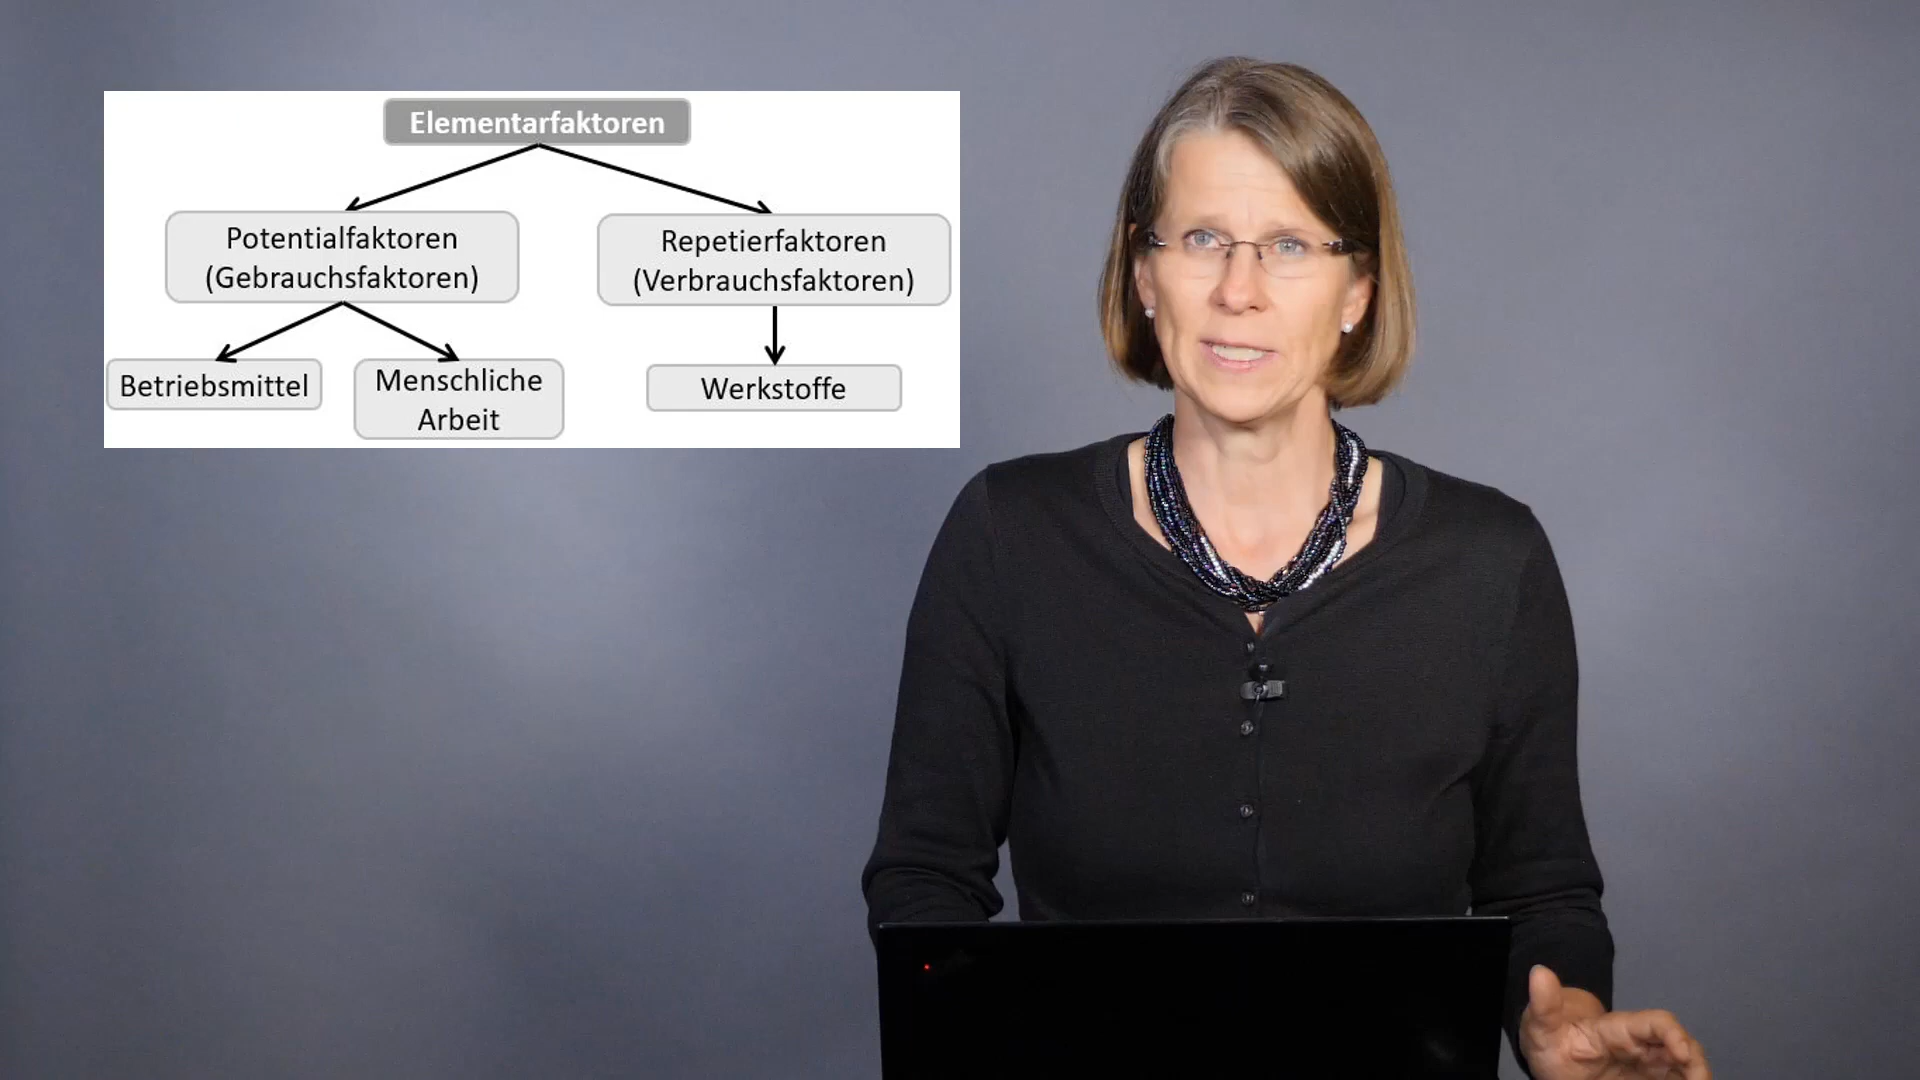 Elementarfaktoren
Potentialfaktoren
(Gebrauchsfaktoren)
Repetierfaktoren
(Verbrauchsfaktoren)
Betriebsmittel
Menschliche
Arbeit
Werkstoffe